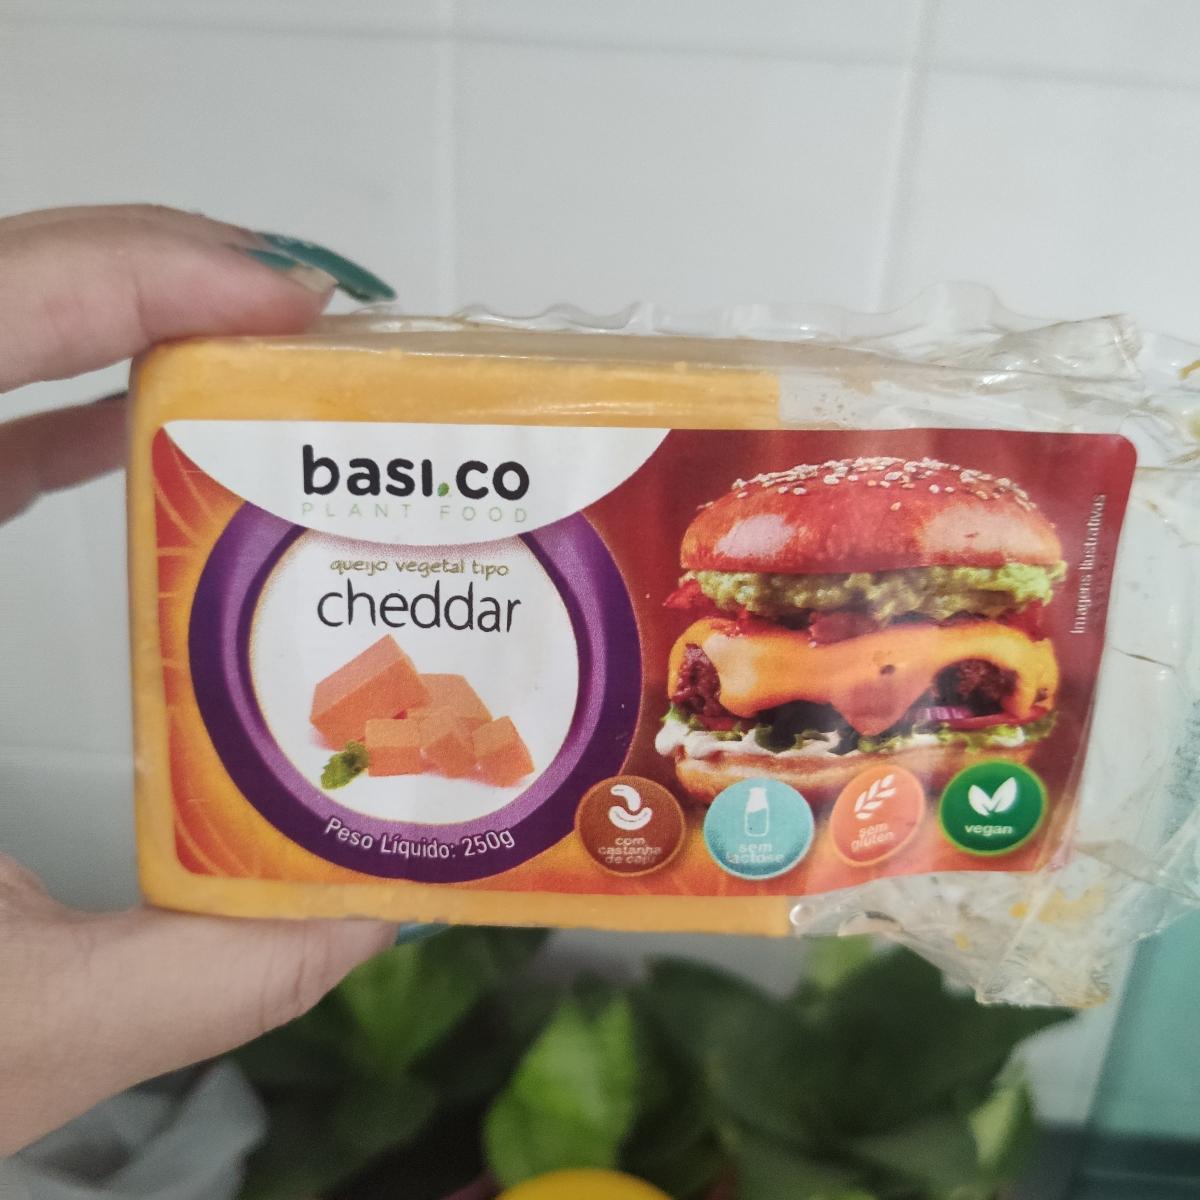 basi.co
PLANT FOOD
queijo vegetal tipo
cheddar
Peso Líquido: 250g
com
castanha
de caju
sem
lactose
sem
glúten
vegan
Imagens Ilustrativas